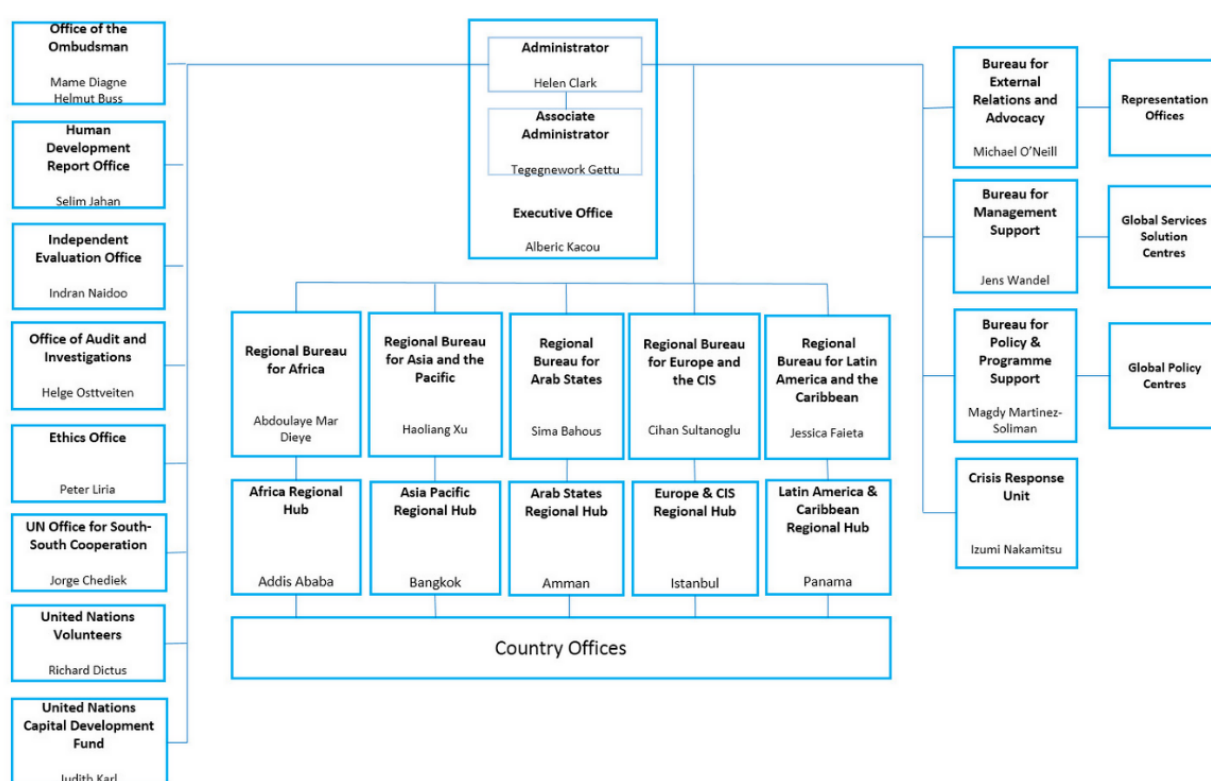 Office of the
Ombudsman
Mame Diagne
Helmut Buss
Human
Development
Report Office
Selim Jahan
Independent
Evaluation Office
Indran Naidoo
Office of Audit and
Investigations
Helge Osttveiten
Ethics Office
Peter Liria
UN Office for South-
South Cooperation
Jorge Chediek
United Nations
Volunteers
Richard Dictus
United Nations
Capital Development
Fund
Judith Karl
Administrator
Helen Clark
Associate
Administrator
Tegegnework Gettu
Executive Office
Alberic Kacou
Regional Bureau
for Africa
Abdoulaye Mar
Dieye
Regional Bureau
for Asia and the
Pacific
Haoliang Xu
Regional
Bureau for
Arab States
Sima Bahous
Regional Bureau
for Europe and
the CIS
Cihan Sultanoglu
Regional
Bureau for Latin
America and the
Caribbean
Jessica Faieta
Africa Regional
Hub
Addis Ababa
Asia Pacific
Regional Hub
Bangkok
Arab States
Regional Hub
Amman
Europe & CIS
Regional Hub
Istanbul
Latin America &
Caribbean
Regional Hub
Panama
Country Offices
Bureau for
External
Relations and
Advocacy
Michael O’Neill
Representation
Offices
Bureau for
Management
Support
Jens Wandel
Global Services
Solution
Centres
Bureau for
Policy &
Programme
Support
Magdy Martinez-
Soliman
Global Policy
Centres
Crisis Response
Unit
Izumi Nakamitsu